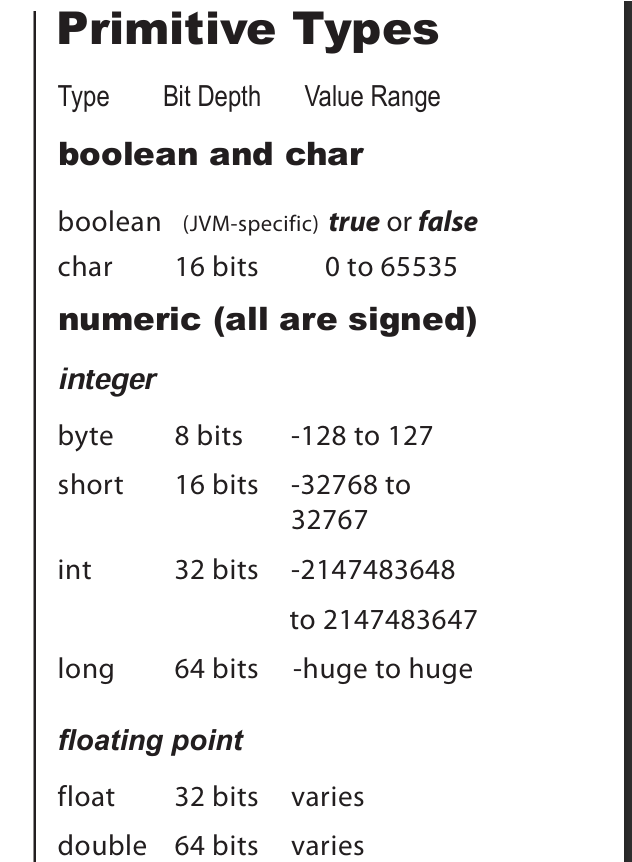 Primitive Types
Type Bit Depth Value Range
boolean and char
boolean (JVM-specific) true or false
char 16 bits 0 to 65535
numeric (all are signed)
integer
byte 8 bits -128 to 127
short 16 bits -32768 to
32767
int 32 bits -2147483648
to 2147483647
long 64 bits -huge to huge
floating point
float 32 bits varies
double 64 bits varies